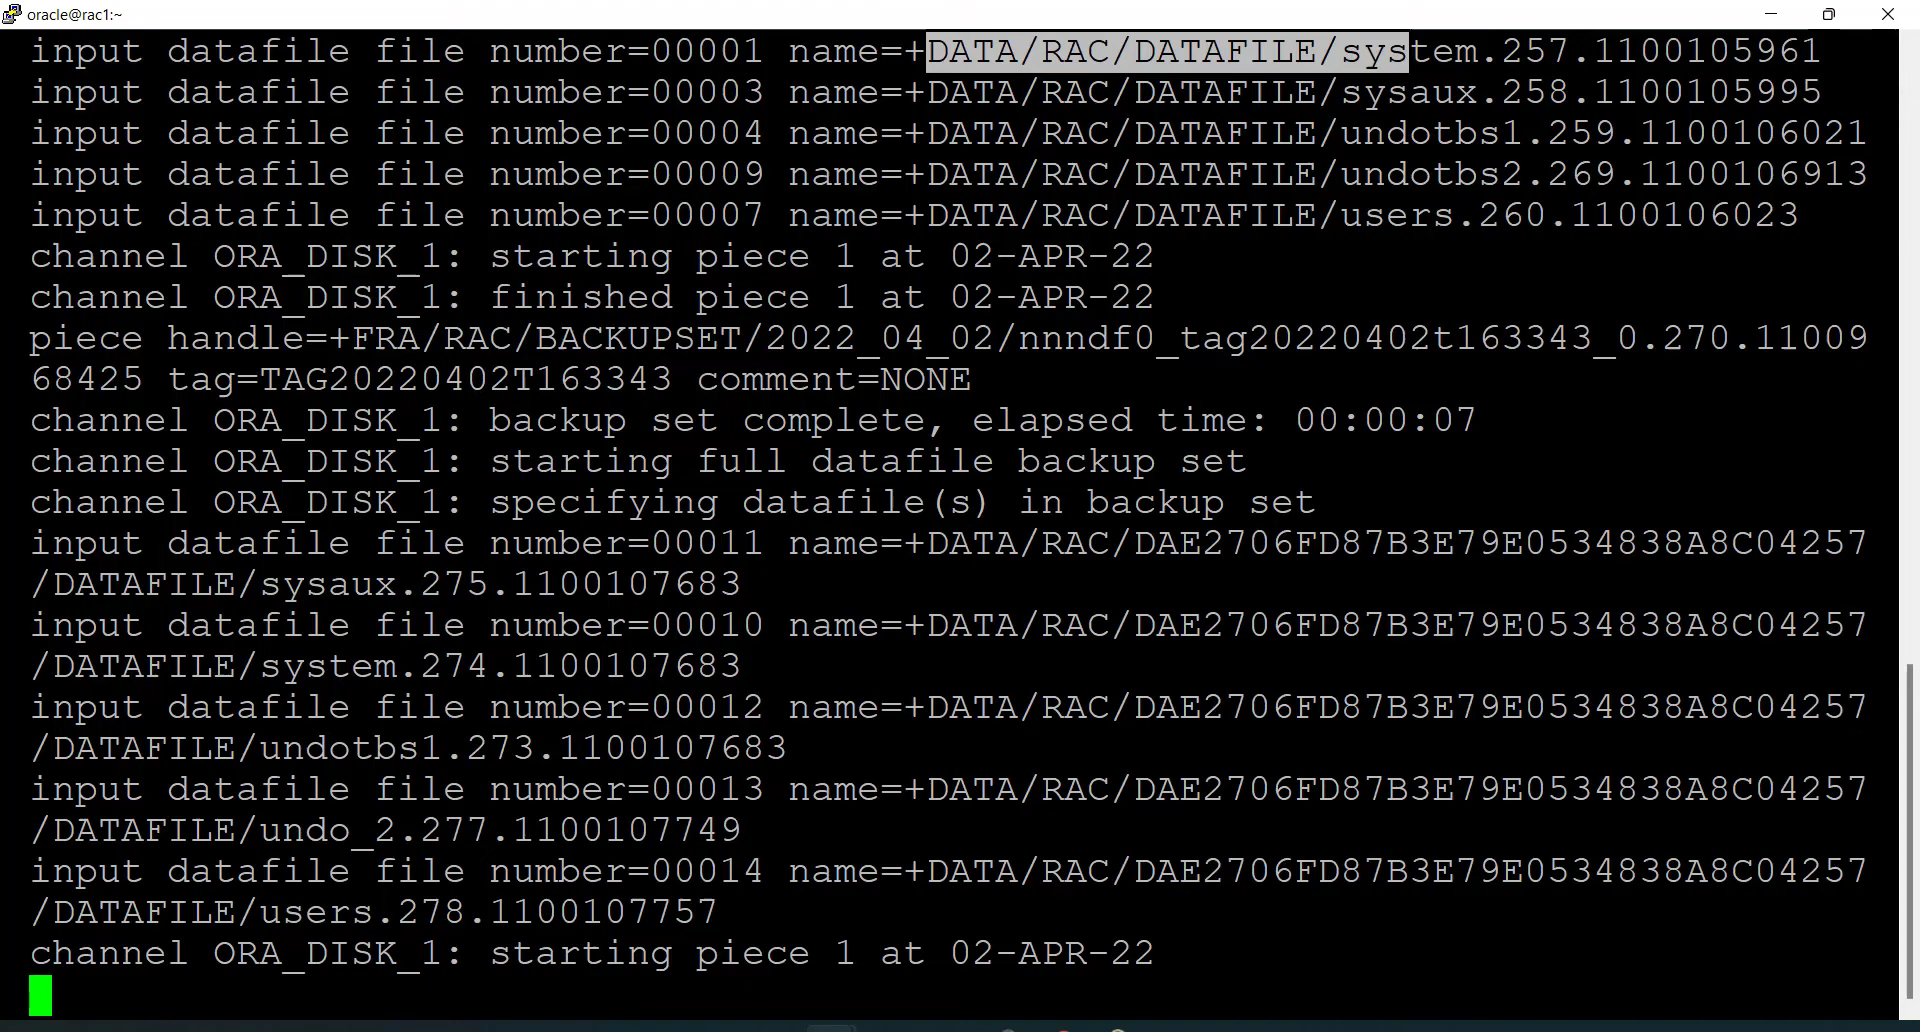 oracle@rac1:~
input datafile file number=00001 name=+DATA/RAC/DATAFILE/system.257.1100105961
input datafile file number=00003 name=+DATA/RAC/DATAFILE/sysaux.258.1100105995
input datafile file number=00004 name=+DATA/RAC/DATAFILE/undotbs1.259.1100106021
input datafile file number=00009 name=+DATA/RAC/DATAFILE/undotbs2.269.1100106913
input datafile file number=00007 name=+DATA/RAC/DATAFILE/users.260.1100106023
channel ORA_DISK_1: starting piece 1 at 02-APR-22
channel ORA_DISK_1: finished piece 1 at 02-APR-22
piece handle=+FRA/RAC/BACKUPSET/2022_04_02/nnndf0_tag20220402t163343_0.270.11009
68425 tag=TAG20220402T163343 comment=NONE
channel ORA_DISK_1: backup set complete, elapsed time: 00:00:07
channel ORA_DISK_1: starting full datafile backup set
channel ORA_DISK_1: specifying datafile(s) in backup set
input datafile file number=00011 name=+DATA/RAC/DAE2706FD87B3E79E0534838A8C04257
/DATAFILE/sysaux.275.1100107683
input datafile file number=00010 name=+DATA/RAC/DAE2706FD87B3E79E0534838A8C04257
/DATAFILE/system.274.1100107683
input datafile file number=00012 name=+DATA/RAC/DAE2706FD87B3E79E0534838A8C04257
/DATAFILE/undotbs1.273.1100107683
input datafile file number=00013 name=+DATA/RAC/DAE2706FD87B3E79E0534838A8C04257
/DATAFILE/undo_2.277.1100107749
input datafile file number=00014 name=+DATA/RAC/DAE2706FD87B3E79E0534838A8C04257
/DATAFILE/users.278.1100107757
channel ORA_DISK_1: starting piece 1 at 02-APR-22